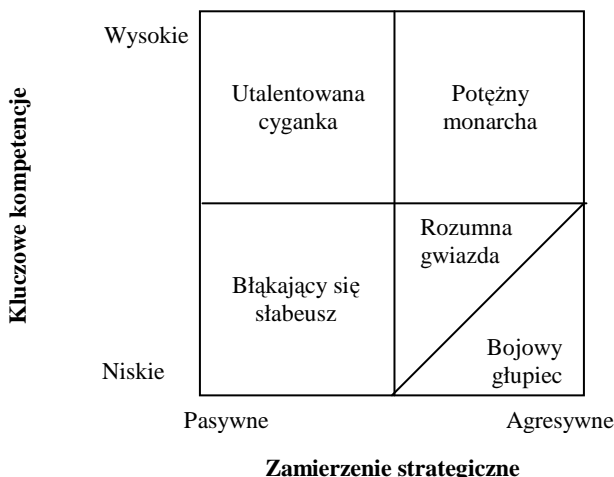 Wysokie
Kluczowe kompetencje
Utalentowana
cyganka
Potężny
monarcha
Rozumna
gwiazda
Błąkający się
słabeusz
Bojowy
głupiec
Niskie
Pasywne
Agresywne
Zamierzenie strategiczne